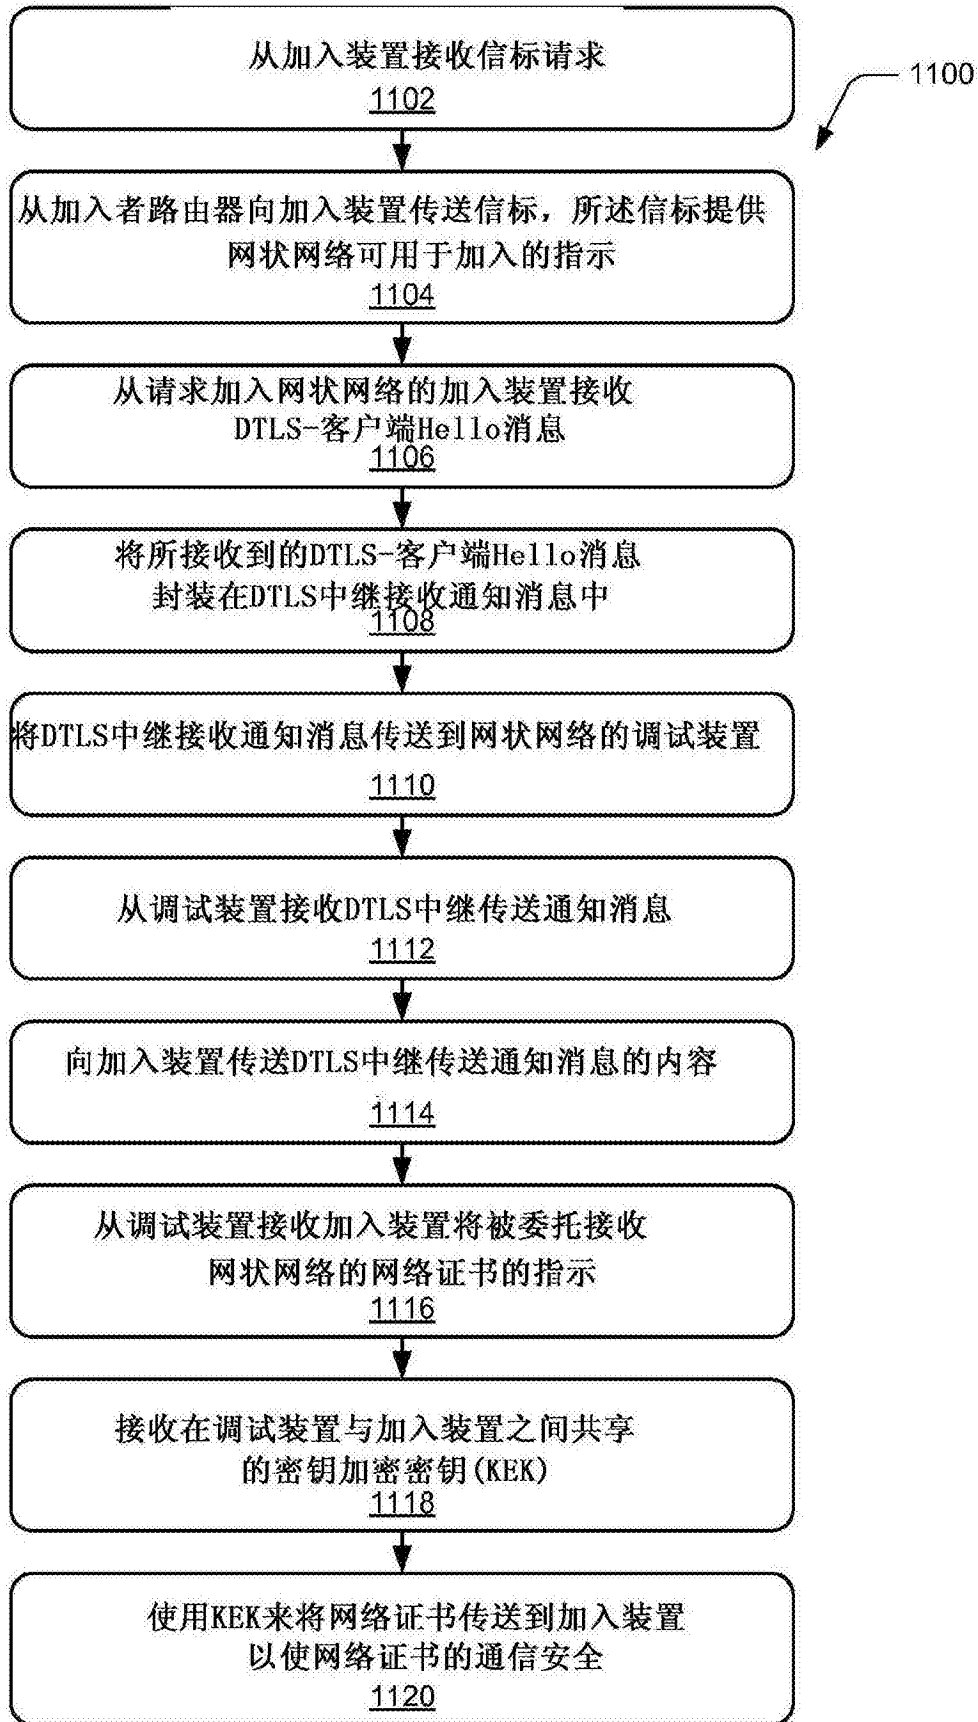 从加入装置接收信标请求
1102
1100
从加入者路由器向加入装置传送信标，所述信标提供
网状网络可用于加入的指示
1104
从请求加入网状网络的加入装置接收
DTLS-客户端Hello消息
1106
将所接收到的DTLS-客户端Hello消息
封装在DTLS中继接收通知消息中
1108
将DTLS中继接收通知消息传送到网状网络的调试装置
1110
从调试装置接收DTLS中继传送通知消息
1112
向加入装置传送DTLS中继传送通知消息的内容
1114
从调试装置接收加入装置将被委托接收
网状网络的网络证书的指示
1116
接收在调试装置与加入装置之间共享
的密钥加密密钥(KEK)
1118
使用KEK来将网络证书传送到加入装置
以使网络证书的通信安全
1120